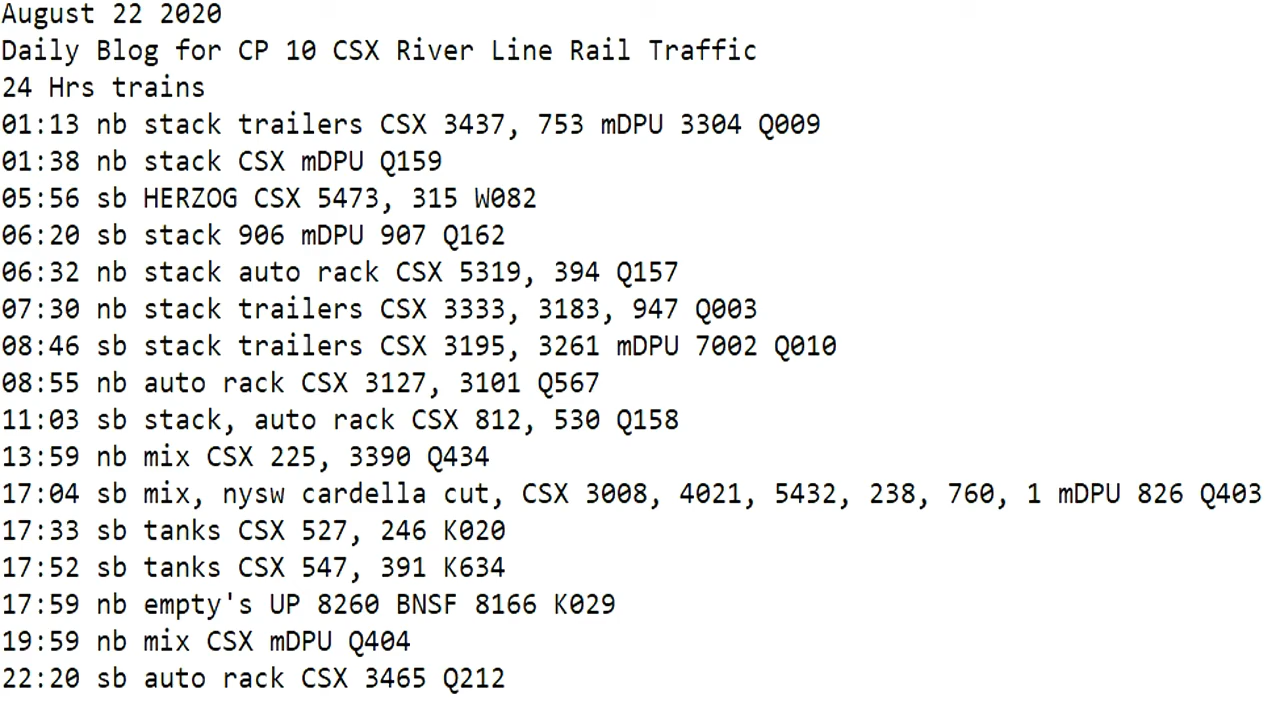 August 22 2020
Daily Blog for CP 10 CSX River Line Rail Traffic
24 Hrs trains
01:13 nb stack trailers CSX 3437, 753 mDPU 3304 Q009
01:38 nb stack CSX mDPU Q159
05:56 sb HERZOG CSX 5473, 315 W082
06:20 sb stack 906 mDPU 907 Q162
06:32 nb stack auto rack CSX 5319, 394 Q157
07:30 nb stack trailers CSX 3333, 3183, 947 Q003
08:46 sb stack trailers CSX 3195, 3261 mDPU 7002 Q010
08:55 nb auto rack CSX 3127, 3101 Q567
11:03 sb stack, auto rack CSX 812, 530 Q158
13:59 nb mix CSX 225, 3390 Q434
17:04 sb mix, nysw cardella cut, CSX 3008, 4021, 5432, 238, 760, 1 mDPU 826 Q403
17:33 sb tanks CSX 527, 246 K020
17:52 sb tanks CSX 547, 391 K634
17:59 nb empty's UP 8260 BNSF 8166 K029
19:59 nb mix CSX mDPU Q404
22:20 sb auto rack CSX 3465 Q212